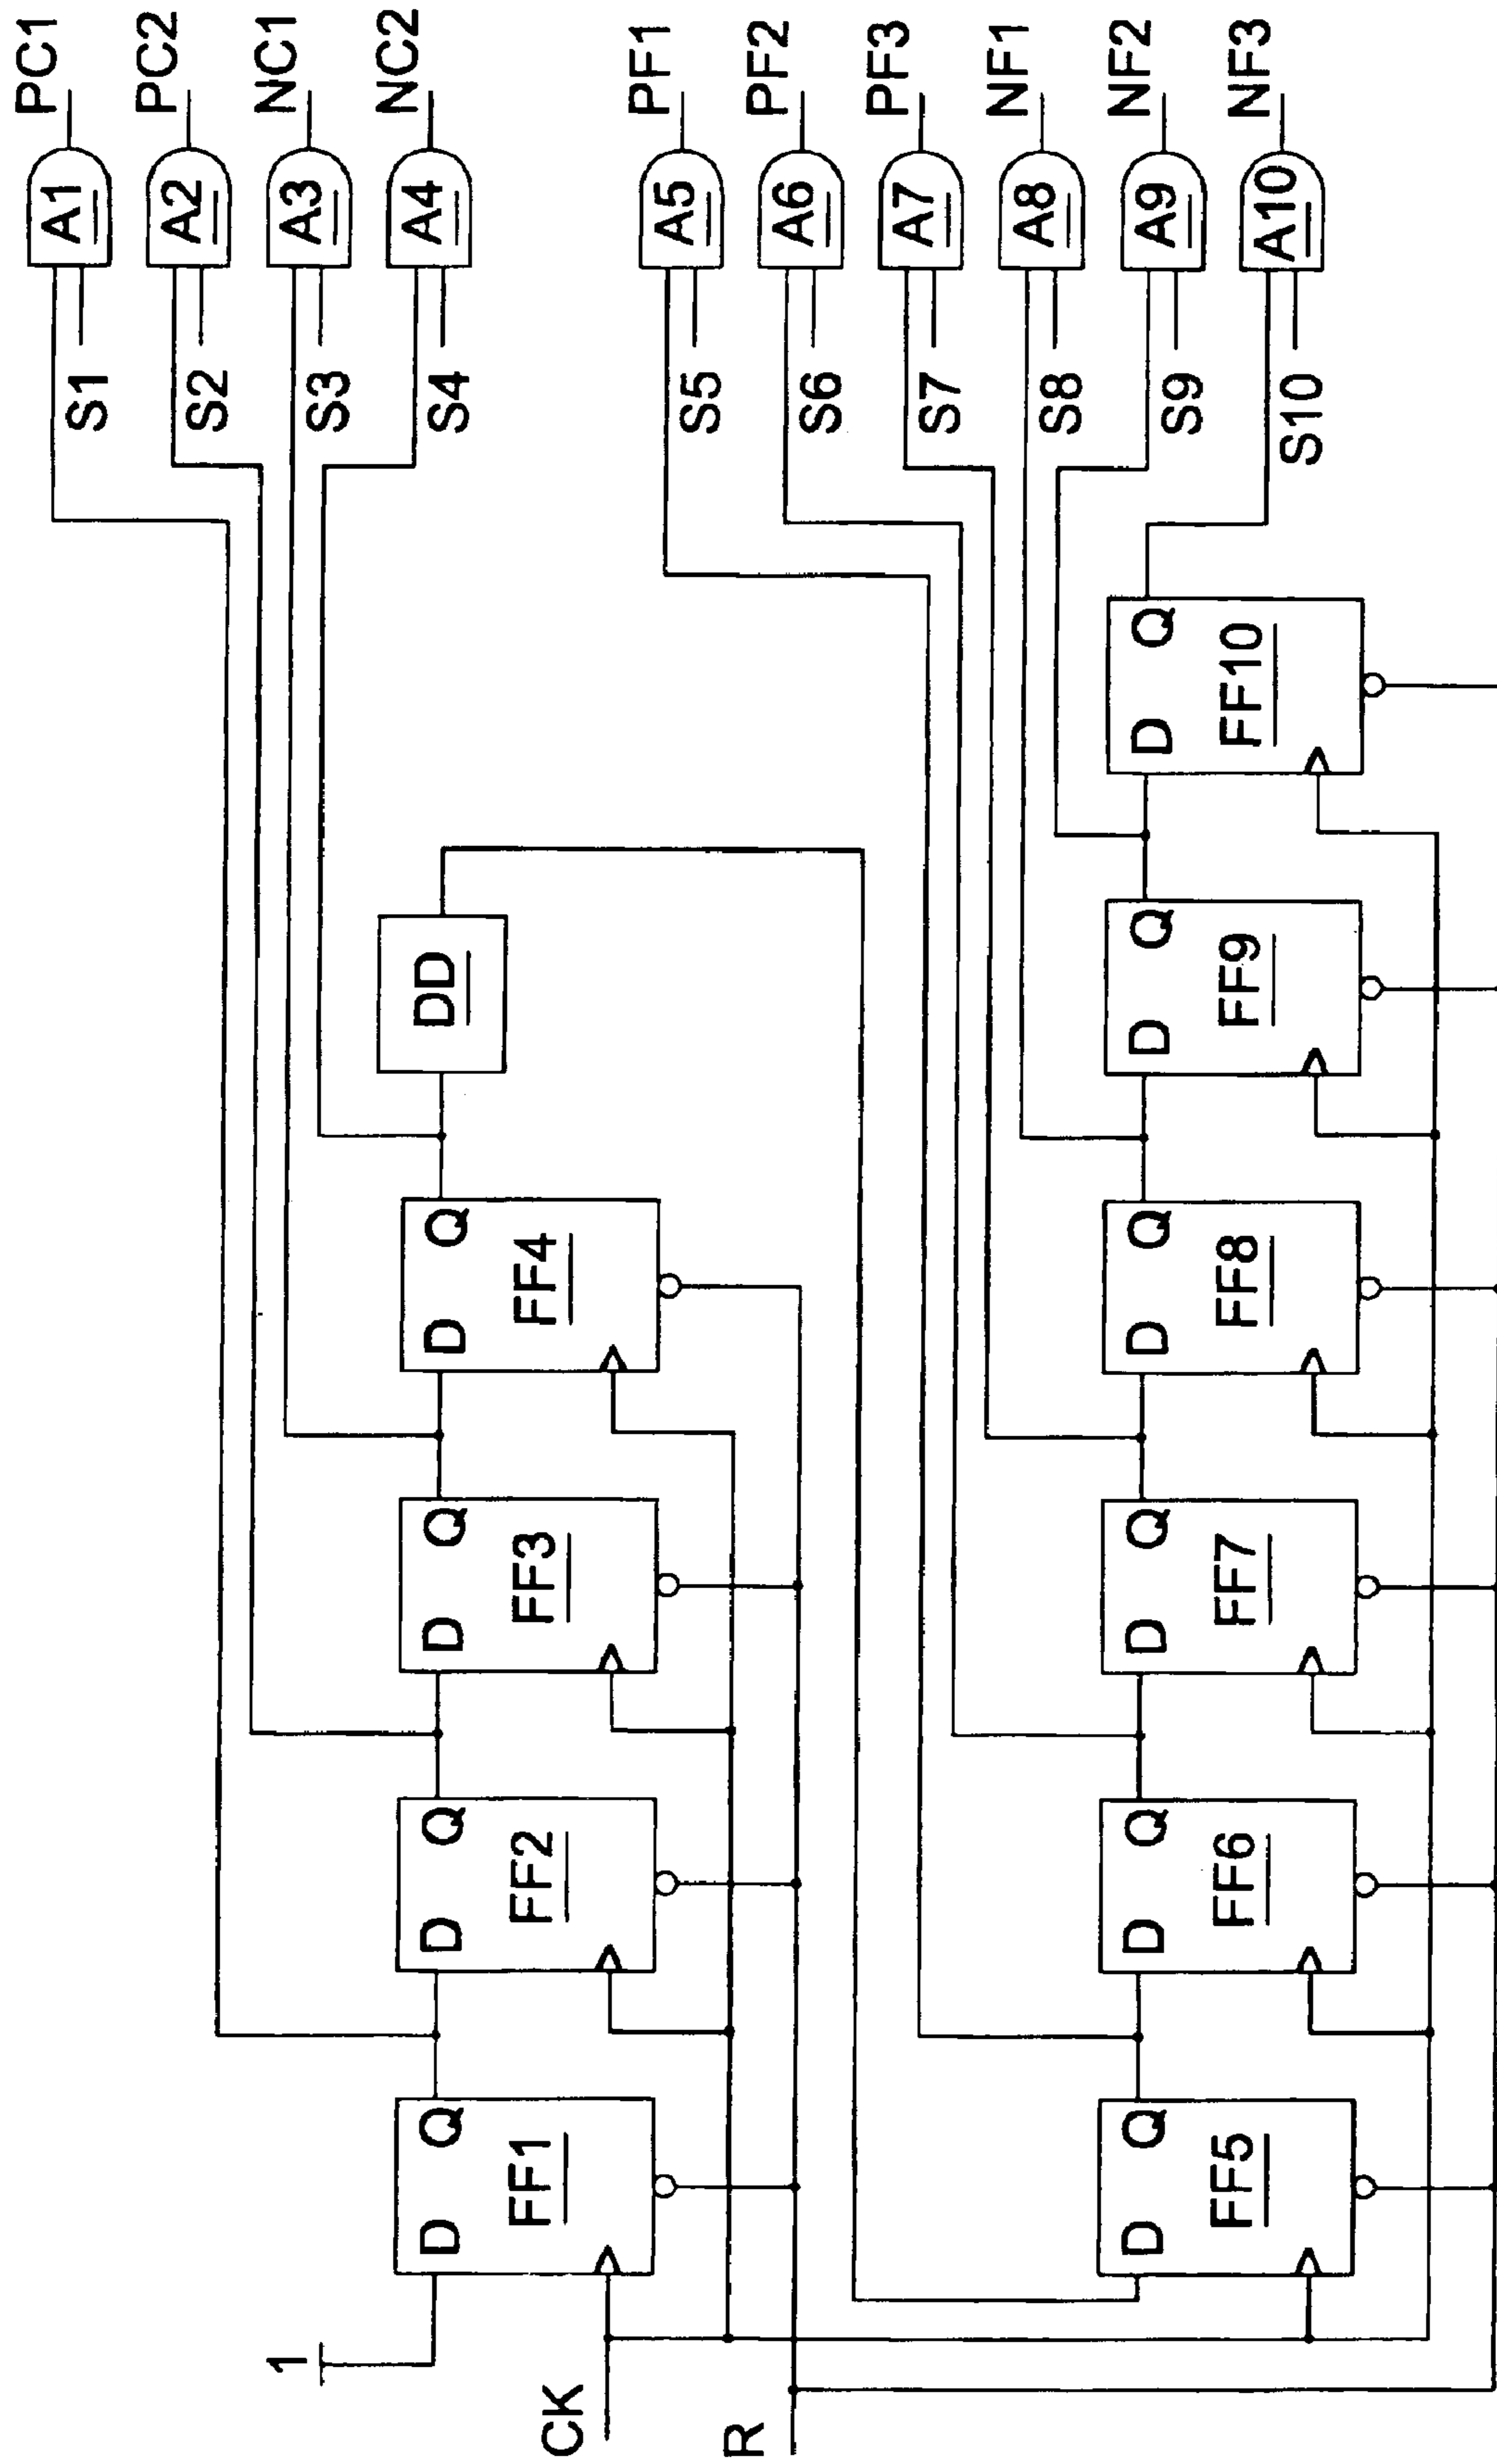 PC1
PC2
NC1
NC2
PF1
PF2
PF3
NF1
NF2
NF3
A1
A2
A3
A4
A5
A6
A7
A8
A9
A10
S1
S2
S3
S4
S5
S6
S7
S8
S9
S10
1
CK
R
D Q
FF1
D Q
FF2
D Q
FF3
D Q
FF4
DD
D Q
FF5
D Q
FF6
D Q
FF7
D Q
FF8
D Q
FF9
D Q
FF10